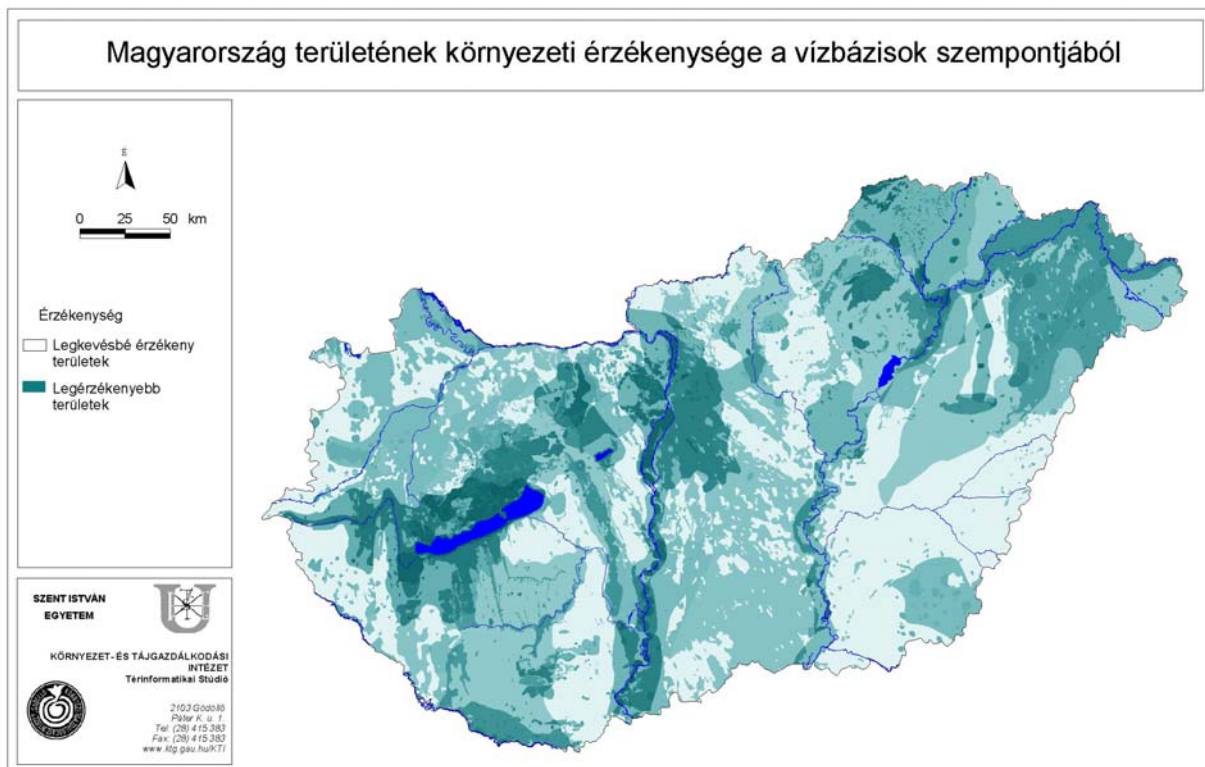 Magyarország területének környezeti érzékenysége a vízbázisok szempontjából
É
0 25 50 km
Érzékenység
Legkevésbé érzékeny
területek
Legérzékenyebb
területek
SZENT ISTVÁN
EGYETEM
KÖRNYEZET- ÉS TÁJGAZDÁLKODÁSI
INTÉZET
Térinformatikai Stúdió
2103 Gödöllő
Páter K. u. 1.
Tel: (28) 415 383
Fax: (28) 415 383
www.ktg.gau.hu/KTI